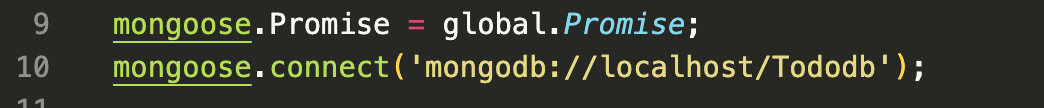 9 mongoose.Promise = global.Promise;
10 mongoose.connect('mongodb://localhost/Tododb');
11